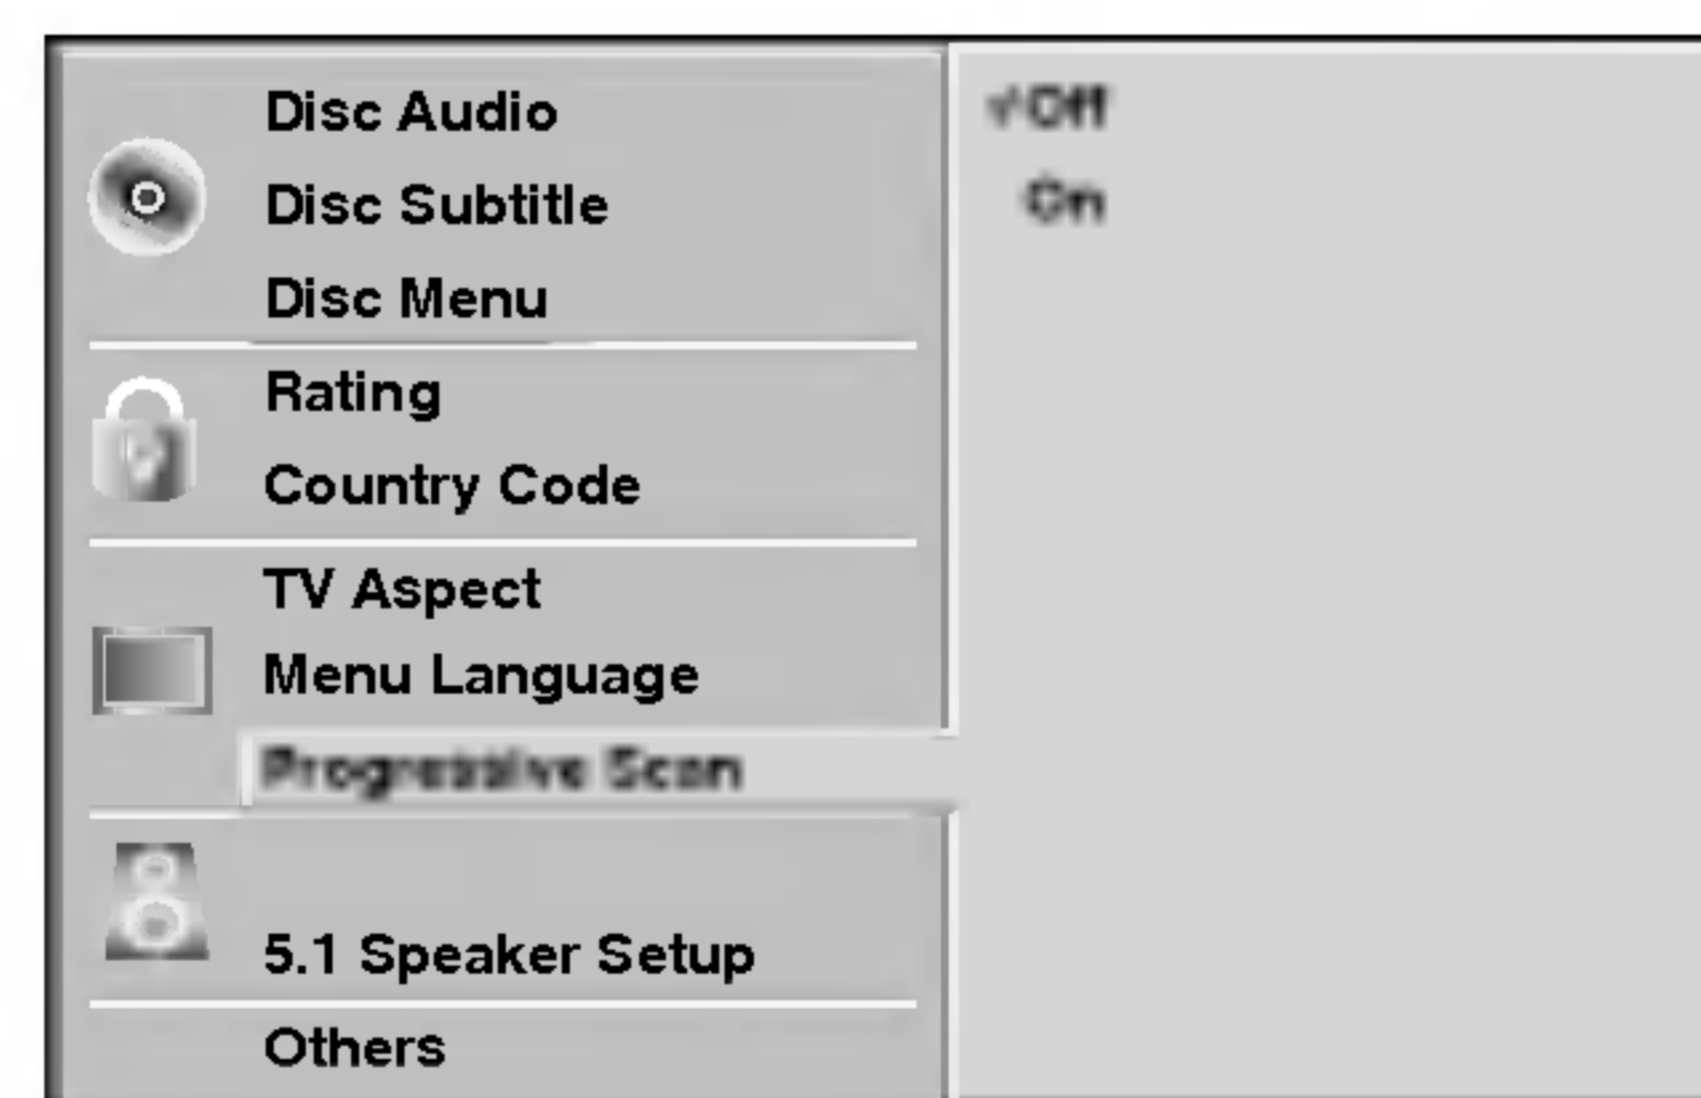 Disc Audio
Disc Subtitle
Disc Menu
Rating
Country Code
TV Aspect
Menu Language
Progressive Scan
5.1 Speaker Setup
Others
✓Off
On